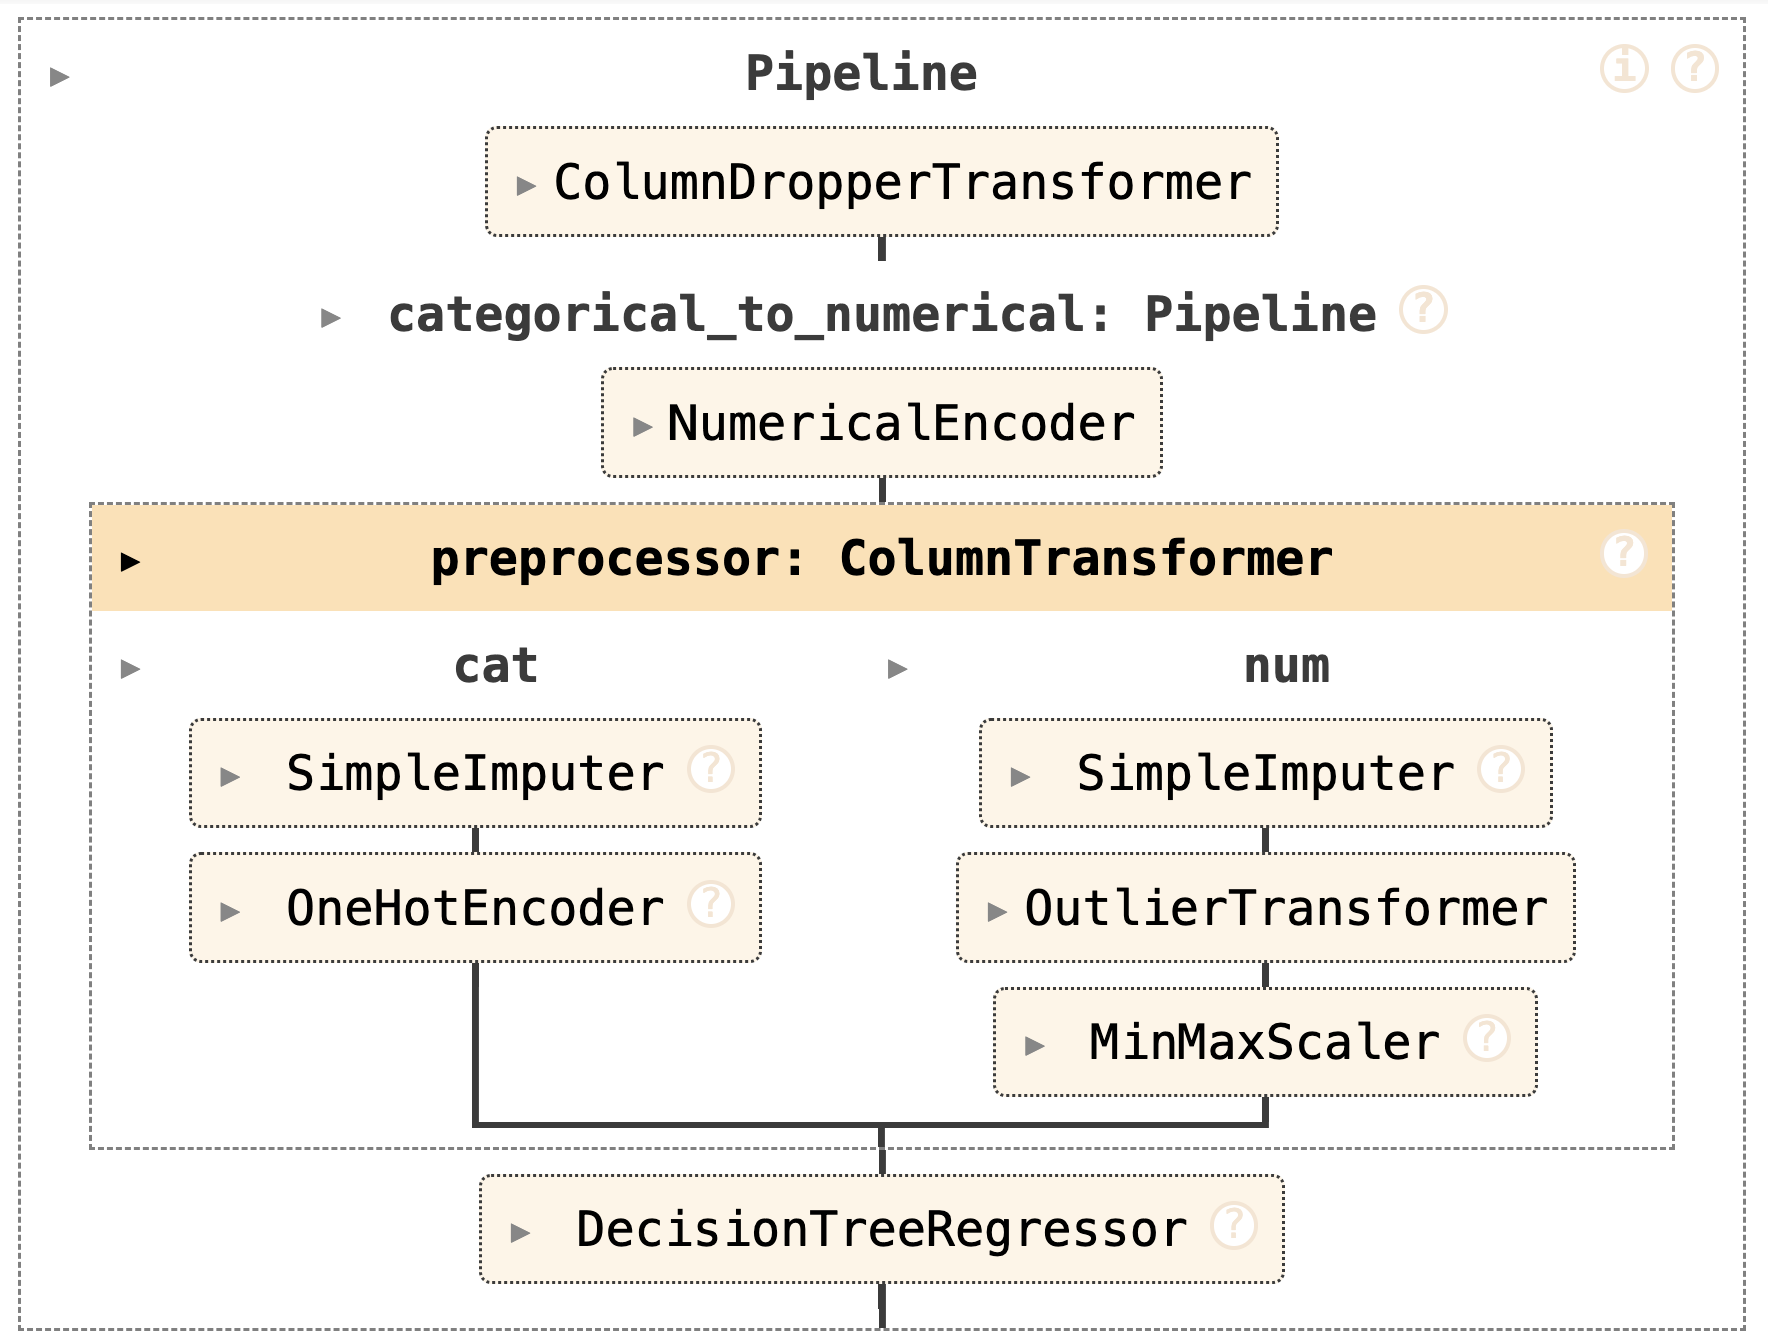 Pipeline i ?
ColumnDropperTransformer
categorical_to_numerical: Pipeline ?
NumericalEncoder
preprocessor: ColumnTransformer ?
cat num
SimpleImputer ? SimpleImputer ?
OneHotEncoder ? OutlierTransformer
MinMaxScaler ?
DecisionTreeRegressor ?